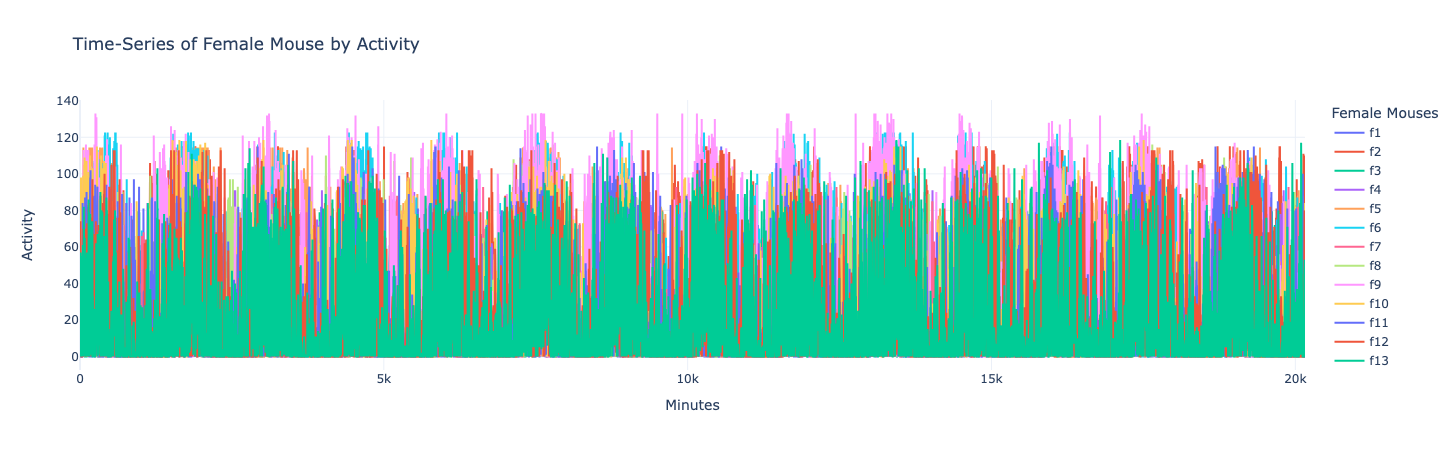 Time-Series of Female Mouse by Activity
140
120
100
80
60
40
20
0
Activity
0
5k
10k
15k
20k
Minutes
Female Mouses
f1
f2
f3
f4
f5
f6
f7
f8
f9
f10
f11
f12
f13